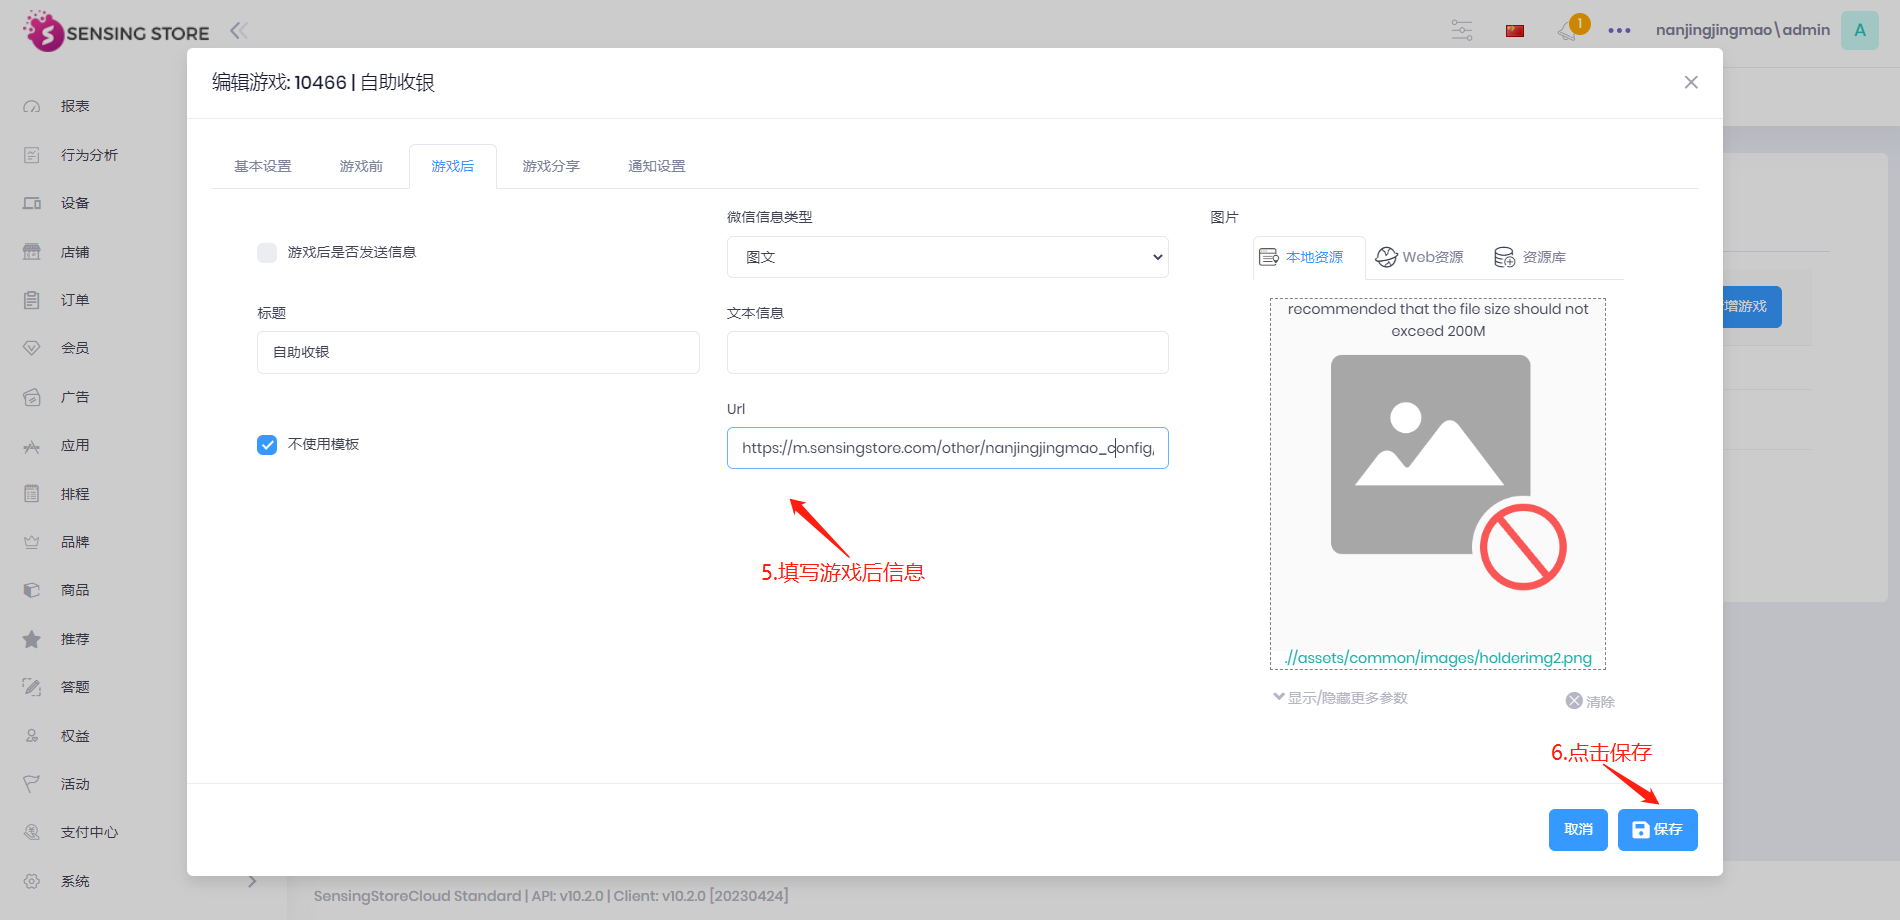 SENSING STORE
1
nanjingjingmao\admin
A
编辑游戏: 10466 | 自助收银
报表
行为分析
设备
店铺
订单
会员
广告
应用
排程
品牌
商品
推荐
答题
权益
活动
支付中心
系统
基本设置
游戏前
游戏后
游戏分享
通知设置
游戏后是否发送信息
微信信息类型
图文
图片
本地资源
Web资源
资源库
标题
自助收银
文本信息
不使用模板
Url
https://m.sensingstore.com/other/nanjingjingmao_config,
recommended that the file size should not
exceed 200M
.//assets/common/images/holderimg2.png
显示/隐藏更多参数
清除
增游戏
5.填写游戏后信息
6.点击保存
取消
保存
SensingStoreCloud Standard | API: v10.2.0 | Client: v10.2.0 [20230424]